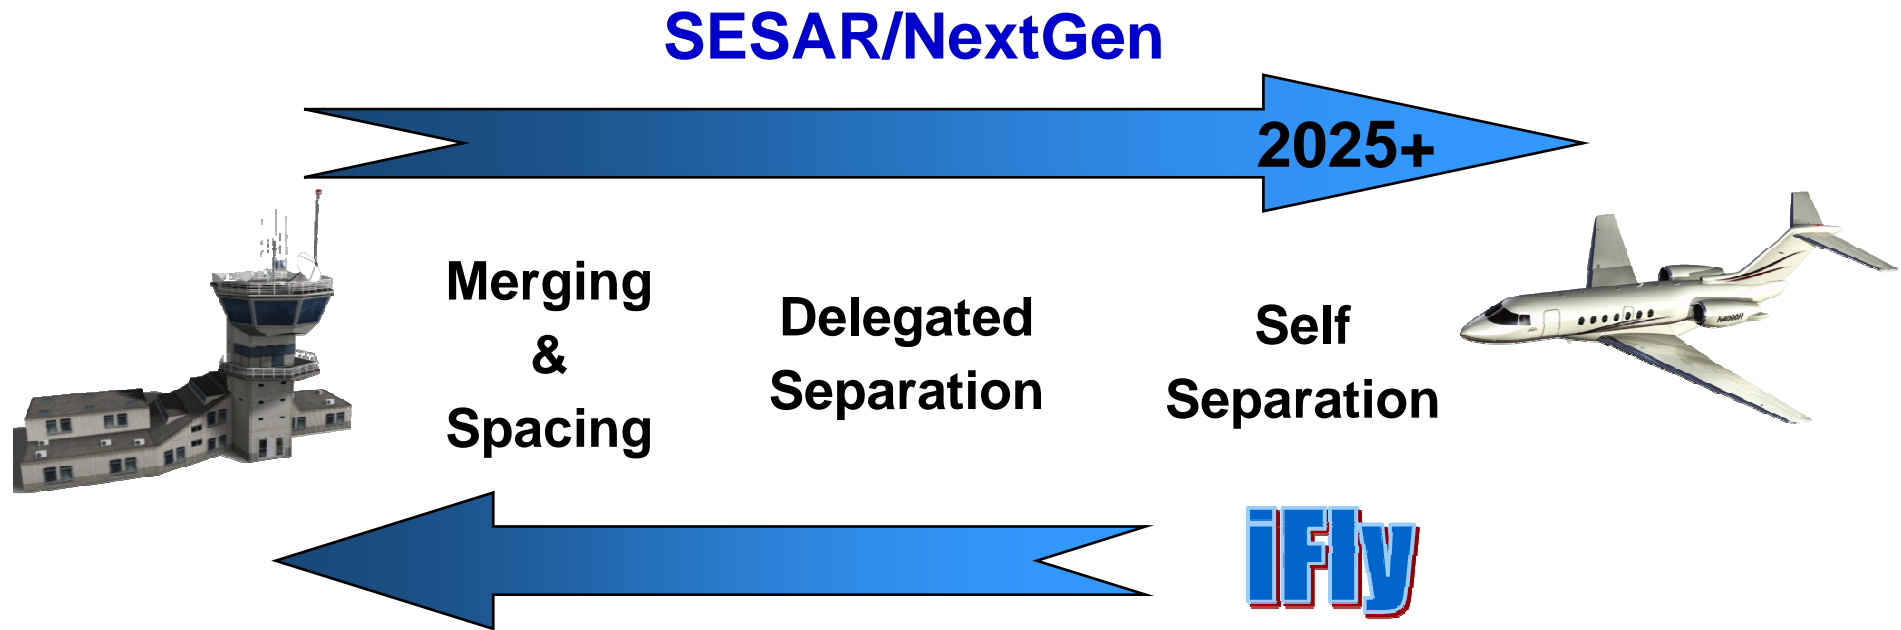 SESAR/NextGen
2025+
Merging
&
Spacing
Delegated
Separation
Self
Separation
iFly